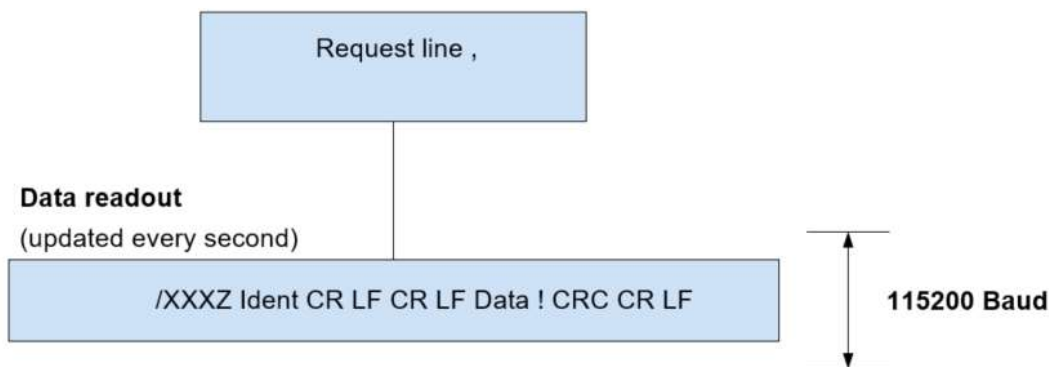 Request line ,
Data readout
(updated every second)
/XXXZ Ident CR LF CR LF Data ! CRC CR LF
115200 Baud